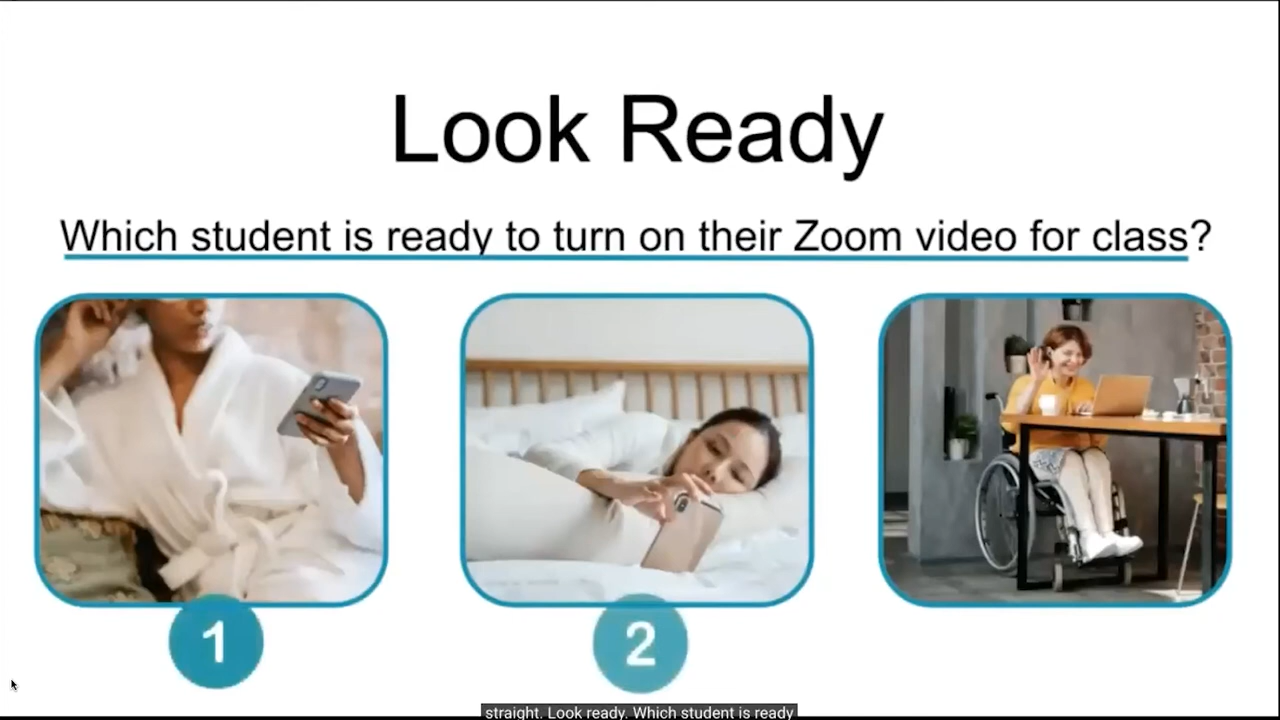 Look Ready
Which student is ready to turn on their Zoom video for class?
1
2
straight. Look ready. Which student is ready